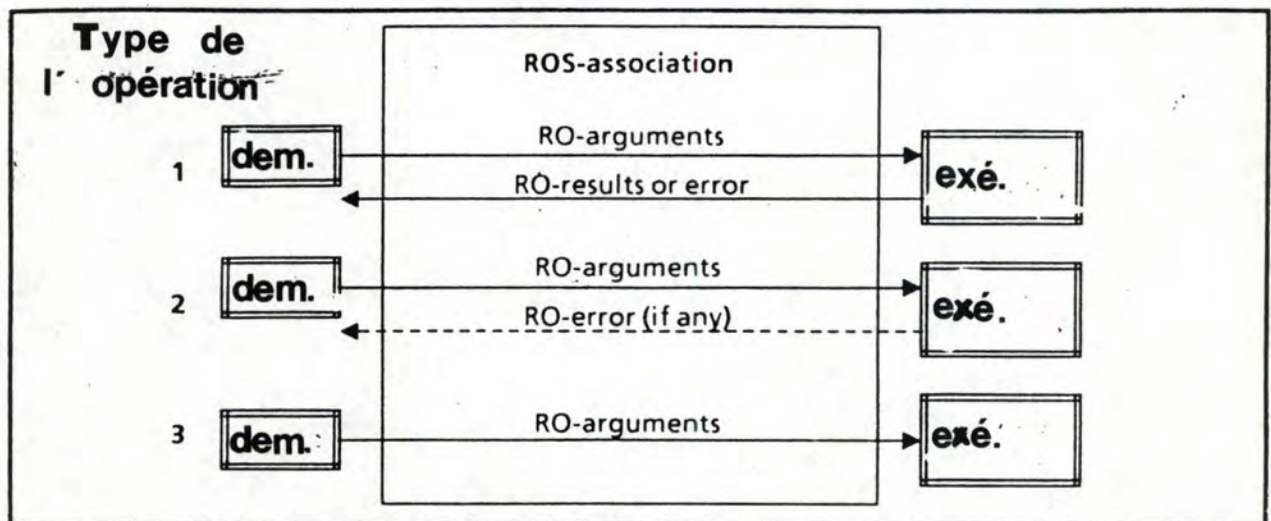 Type de
l´ opération
ROS-association
1 dem. RO-arguments exé.
RO-results or error
2 dem. RO-arguments exé.
RO-error (if any)
3 dem. RO-arguments exé.